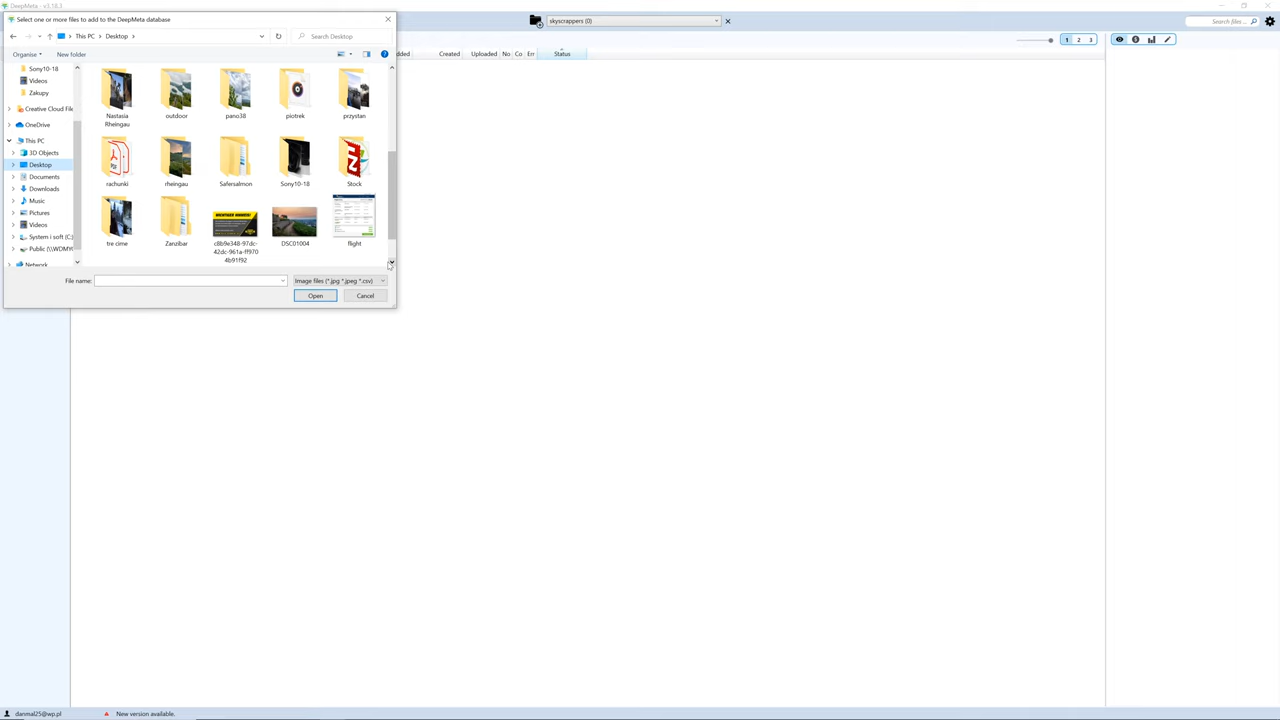 DeepMeta - v3.18.3
Select one or more files to add to the DeepMeta database
skyscrappers (0)
Search files...
This PC > Desktop >
Search Desktop
Organise
New folder
dded
Created
Uploaded
No
Co
Err
Status
1 2 3
Sony10-18
Videos
Zakupy
Creative Cloud File
OneDrive
This PC
3D Objects
Desktop
Documents
Downloads
Music
Pictures
Videos
System i soft (C:
Public (\\WDMY
Network
Nastasia
Rheingau
outdoor
pano38
piotrek
przystan
rachunki
rheingau
Safersalmon
Sony10-18
Stock
tre cime
Zanzibar
c8b9e348-97dc-
42dc-961a-ff970
4b91f92
DSC01004
flight
File name:
Image files (*.jpg *.jpeg *.csv)
Open
Cancel
danmal25@wp.pl
New version available.